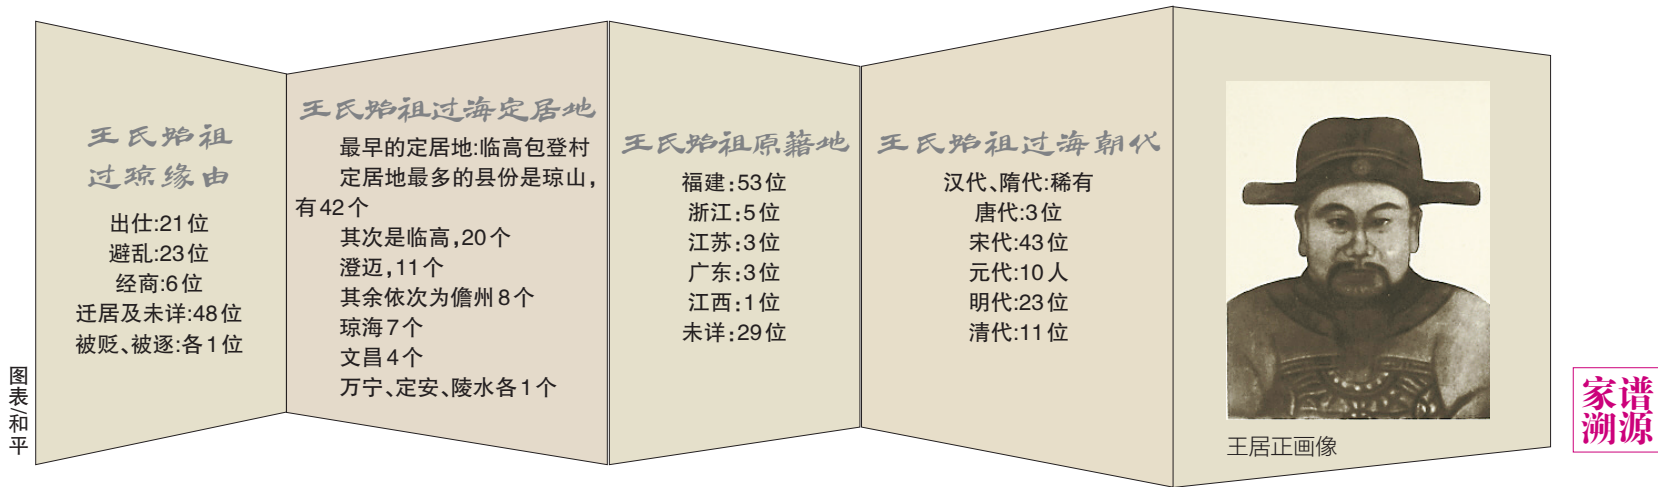 王氏始祖
过琼缘由
出仕:21位
避乱:23位
经商:6位
迁居及未详:48位
被贬、被逐:各1位
王氏始祖过海定居地
最早的定居地:临高包登村
定居地最多的县份是琼山，
有42个
其次是临高,20个
澄迈,11个
其余依次为儋州8个
琼海7个
文昌4个
万宁、定安、陵水各1个
王氏始祖原籍地
福建:53位
浙江:5位
江苏:3位
广东:3位
江西:1位
未详:29位
王氏始祖过海朝代
汉代、隋代:稀有
唐代:3位
宋代:43位
元代:10人
明代:23位
清代:11位
王居正画像
图表/和平
家谱
溯源